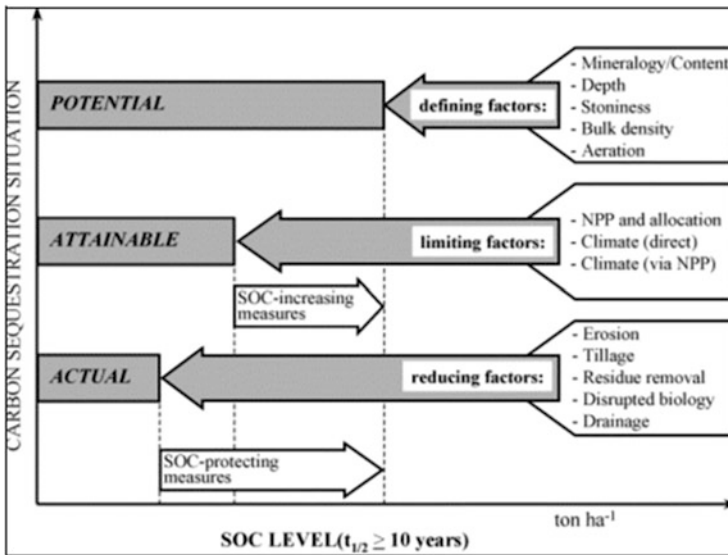 CARBON SEQUESTRATION SITUATION
POTENTIAL
defining factors:
- Mineralogy/Content
- Depth
- Stoniness
- Bulk density
- Aeration
ATTAINABLE
limiting factors:
- NPP and allocation
- Climate (direct)
- Climate (via NPP)
SOC-increasing
measures
ACTUAL
reducing factors:
- Erosion
- Tillage
- Residue removal
- Disrupted biology
- Drainage
SOC-protecting
measures
ton ha⁻¹
SOC LEVEL(t₁/₂ ≥ 10 years)